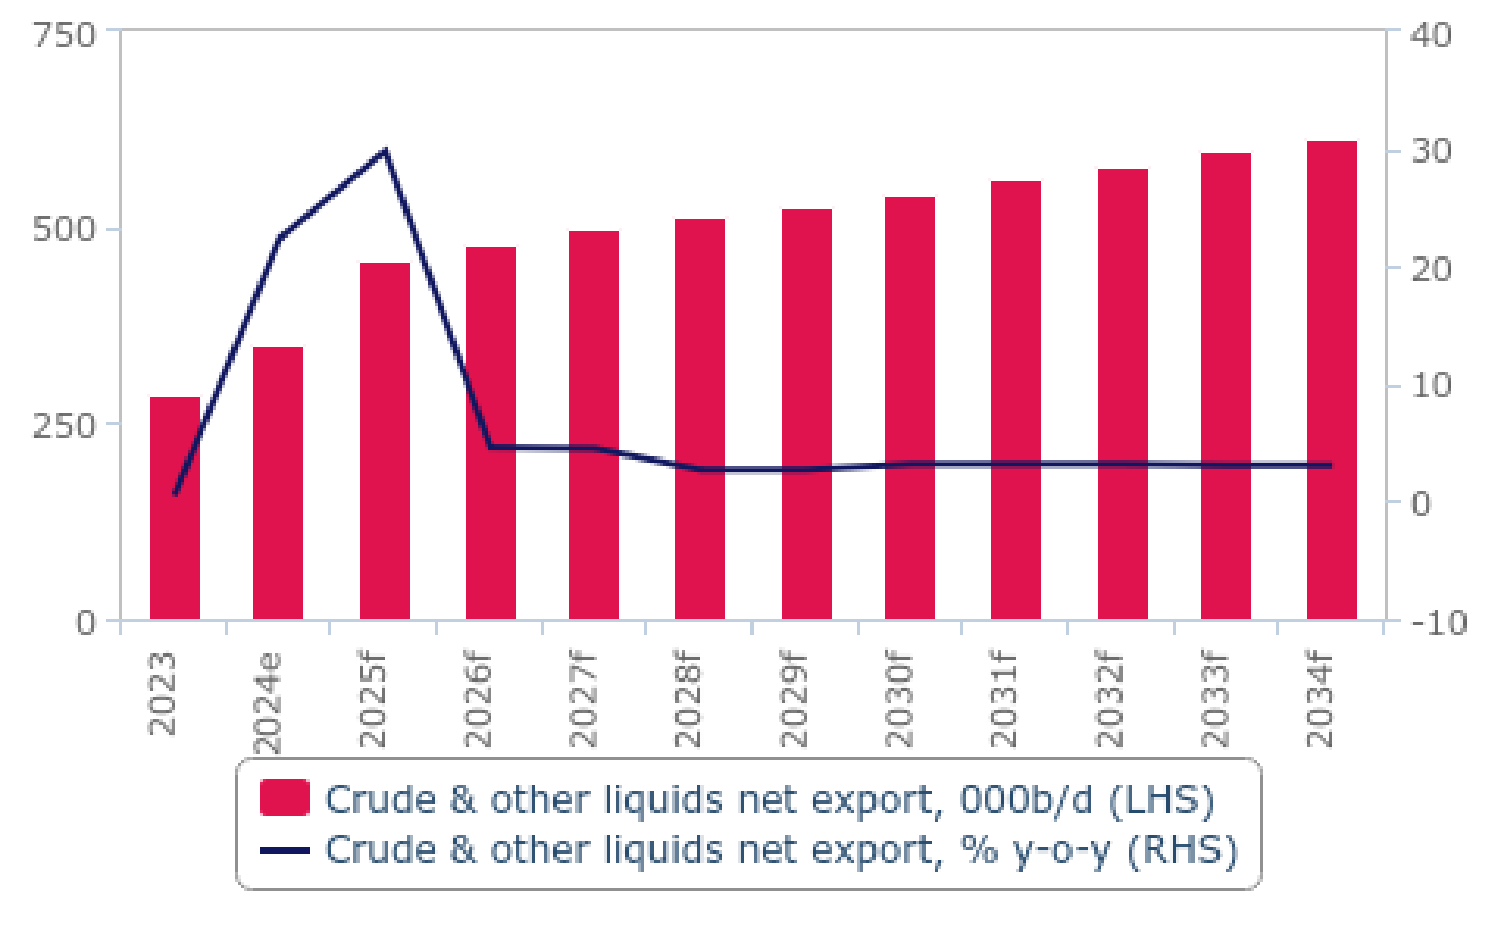 750
500
250
0
40
30
20
10
0
-10
2023
2024e
2025f
2026f
2027f
2028f
2029f
2030f
2031f
2032f
2033f
2034f
Crude & other liquids net export, 000b/d (LHS)
Crude & other liquids net export, % y-o-y (RHS)